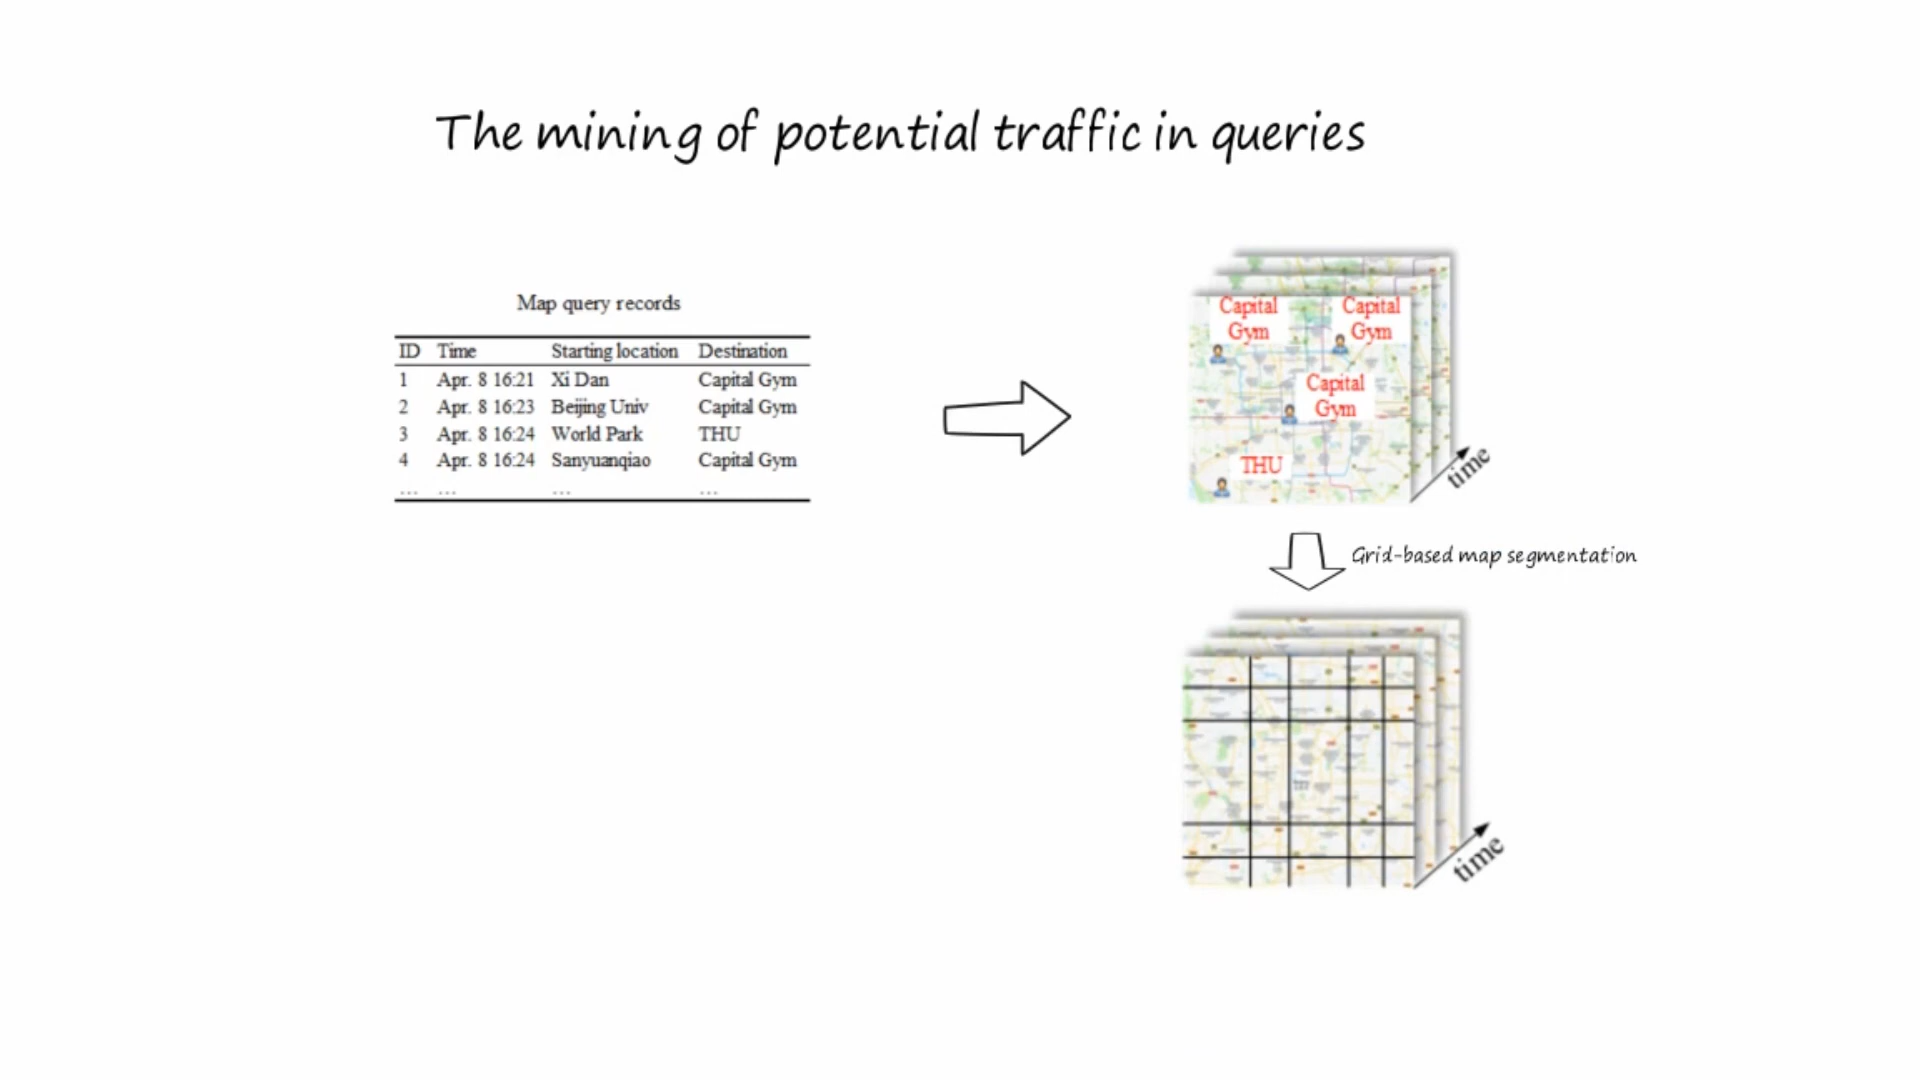 The mining of potential traffic in queries
Map query records
ID Time Starting location Destination
1 Apr. 8 16:21 Xi Dan Capital Gym
2 Apr. 8 16:23 Beijing Univ Capital Gym
3 Apr. 8 16:24 World Park THU
4 Apr. 8 16:24 Sanyuanqiao Capital Gym
... ... ... ...
Capital
Gym
Capital
Gym
Capital
Gym
THU
time
Grid-based map segmentation
time